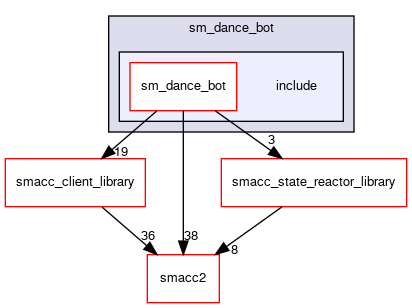 sm_dance_bot
sm_dance_bot
include
19
3
smacc_client_library
smacc_state_reactor_library
36
38
8
smacc2